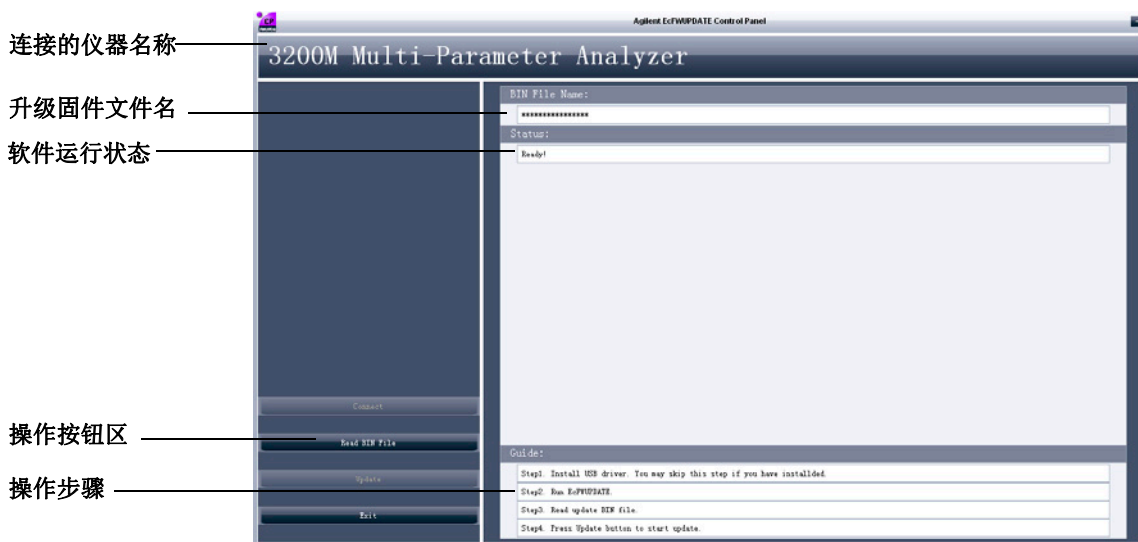 Agilent EcFWUPDATE Control Panel
连接的仪器名称
3200M Multi-Parameter Analyzer
BIN File Name:
升级固件文件名
****************
Status:
软件运行状态
Ready!
Connect
操作按钮区
Read BIN File
Guide:
Step1. Install USB driver. You may skip this step if you have installded.
Update
操作步骤
Step2. Run EcFWUPDATE.
Step3. Read update BIN file.
Exit
Step4. Press Update button to start update.